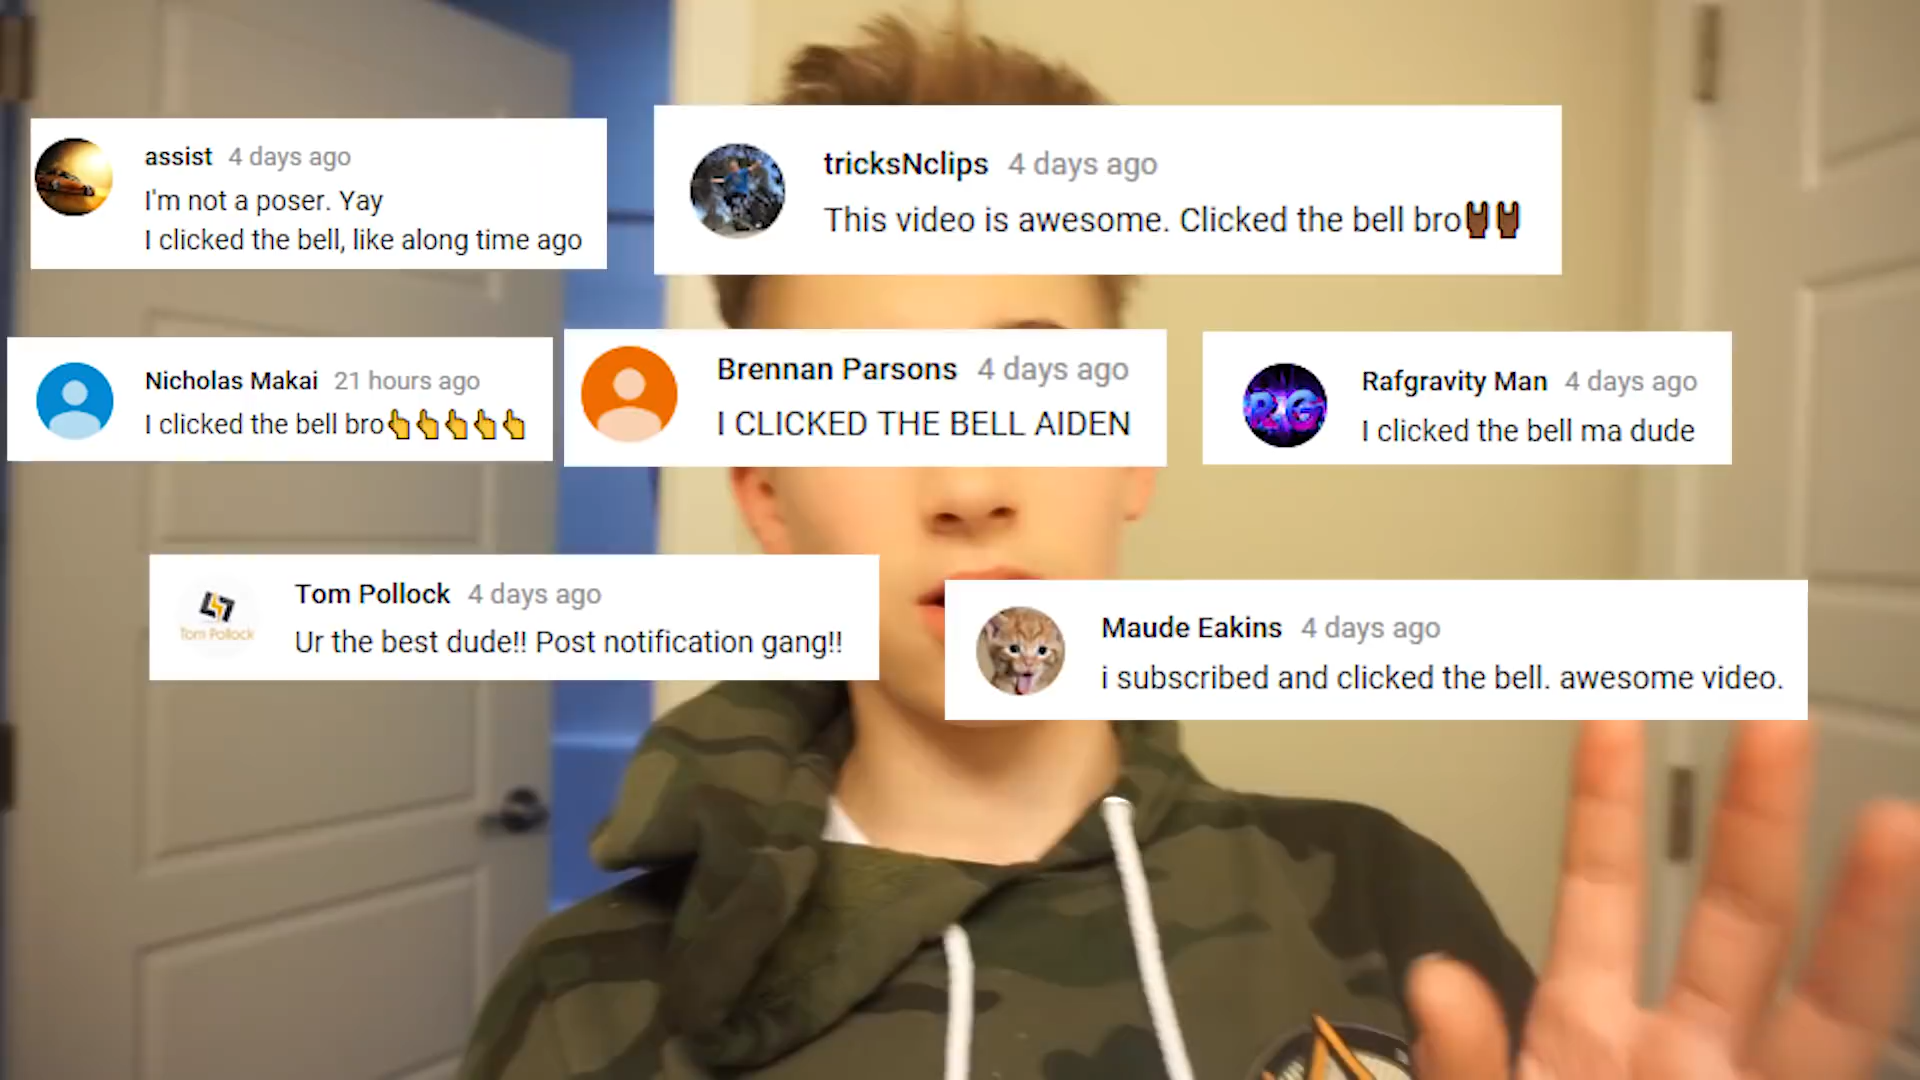 assist 4 days ago
I'm not a poser. Yay
I clicked the bell, like along time ago
tricksNclips 4 days ago
This video is awesome. Clicked the bell bro🤘🏿🤘🏿
Nicholas Makai 21 hours ago
I clicked the bell bro👆👆👆👆👆
Brennan Parsons 4 days ago
I CLICKED THE BELL AIDEN
RG
Rafgravity Man 4 days ago
I clicked the bell ma dude
Tom Pollock
Tom Pollock 4 days ago
Ur the best dude!! Post notification gang!!
Maude Eakins 4 days ago
i subscribed and clicked the bell. awesome video.